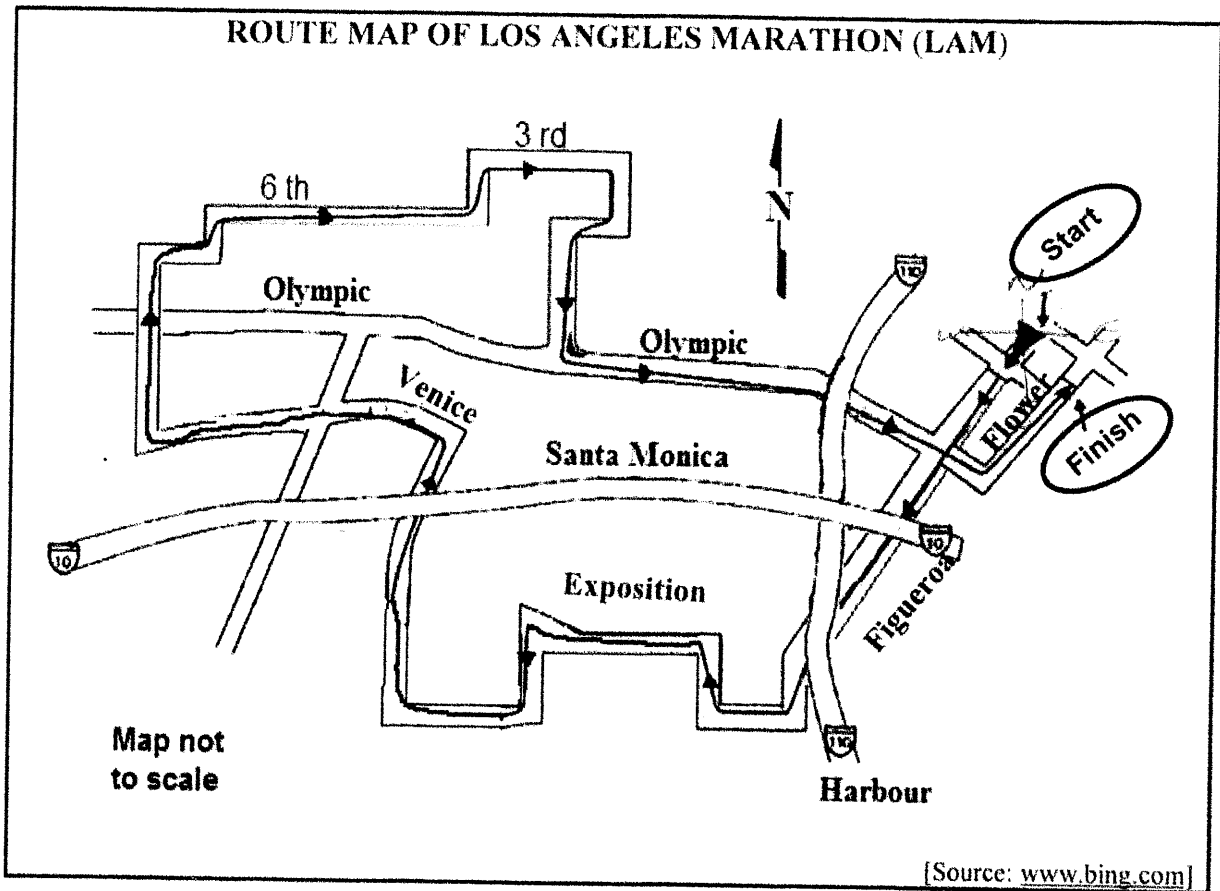 ROUTE MAP OF LOS ANGELES MARATHON (LAM)
3 rd
6 th
N
Start
110
Olympic
Olympic
Venice
Flower
Finish
Santa Monica
10
10
Exposition
Figueroa
110
Map not
to scale
Harbour
[Source: www.bing.com]